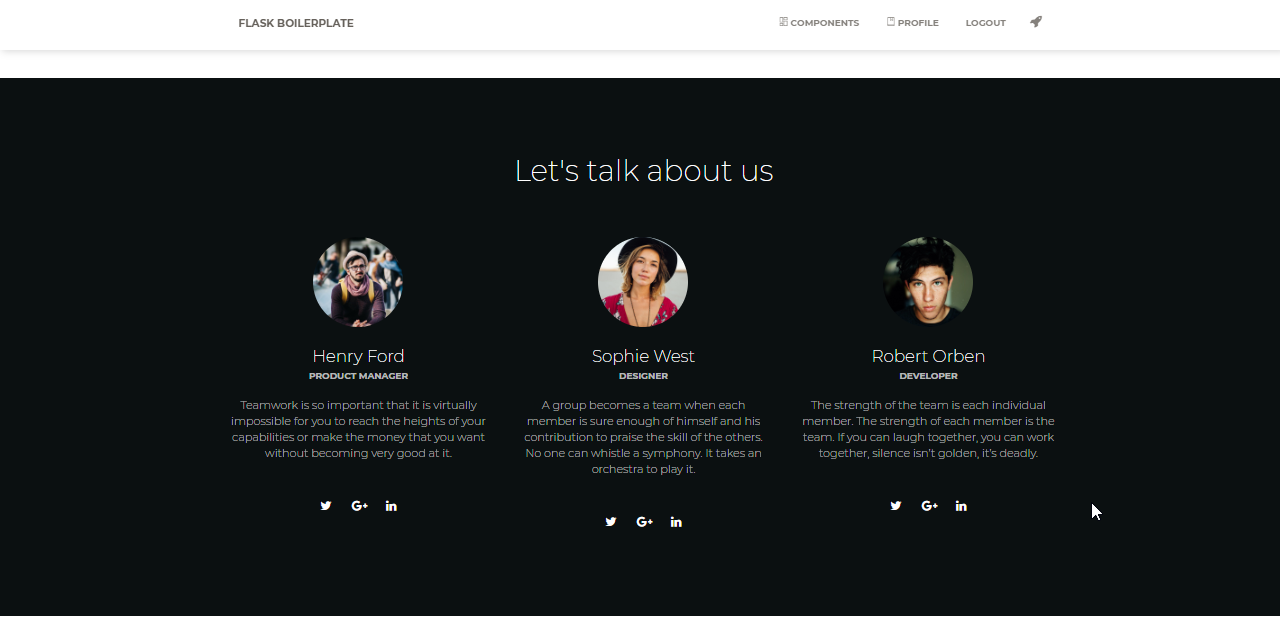 FLASK BOILERPLATE
COMPONENTS
PROFILE
LOGOUT
Let's talk about us
Henry Ford
PRODUCT MANAGER
Teamwork is so important that it is virtually
impossible for you to reach the heights of your
capabilities or make the money that you want
without becoming very good at it.
G+
in
Sophie West
DESIGNER
A group becomes a team when each
member is sure enough of himself and his
contribution to praise the skill of the others.
No one can whistle a symphony. It takes an
orchestra to play it.
G+
in
Robert Orben
DEVELOPER
The strength of the team is each individual
member. The strength of each member is the
team. If you can laugh together, you can work
together, silence isn’t golden, it’s deadly.
G+
in